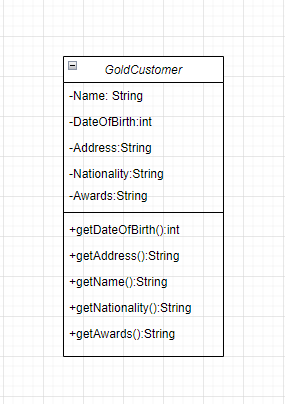 GoldCustomer
-Name: String
-DateOfBirth:int
-Address:String
-Nationality:String
-Awards:String
+getDateOfBirth():int
+getAddress():String
+getName():String
+getNationality():String
+getAwards():String